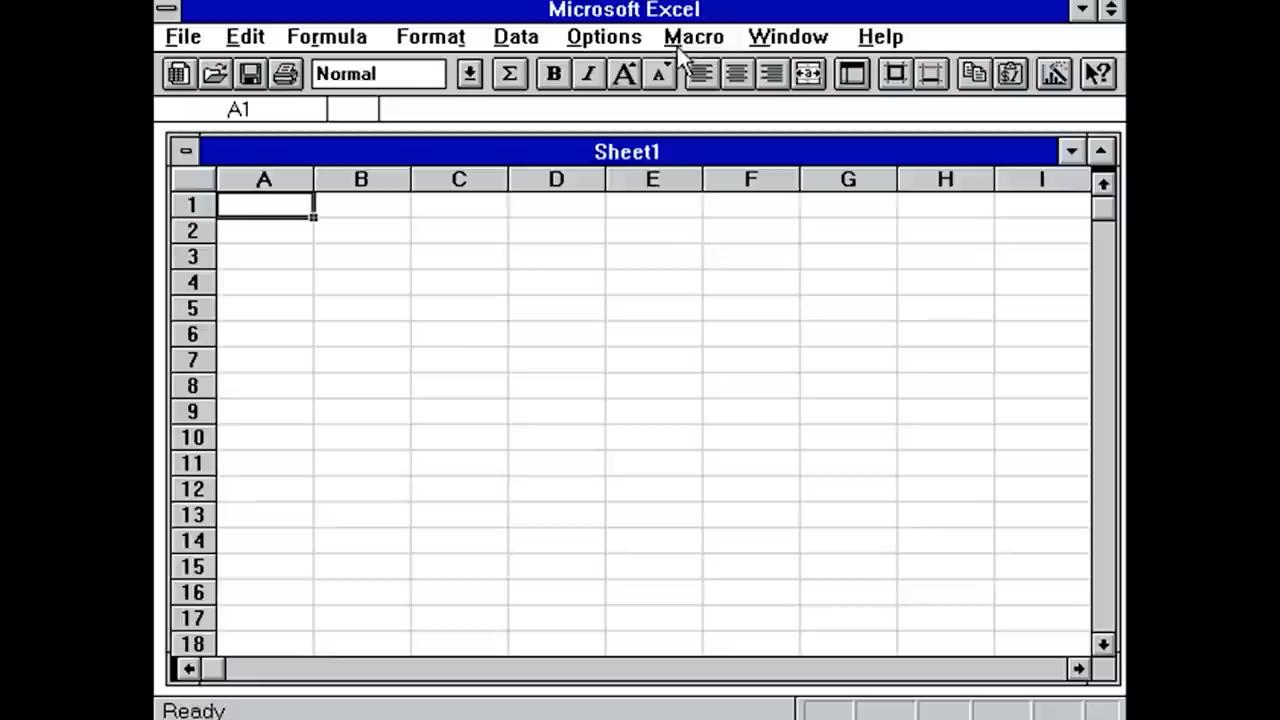 Microsoft Excel
File Edit Formula Format Data Options Macro Window Help
Normal Σ B I A A a ?
A1
Sheet1
A B C D E F G H I
1
2
3
4
5
6
7
8
9
10
11
12
13
14
15
16
17
18
Ready